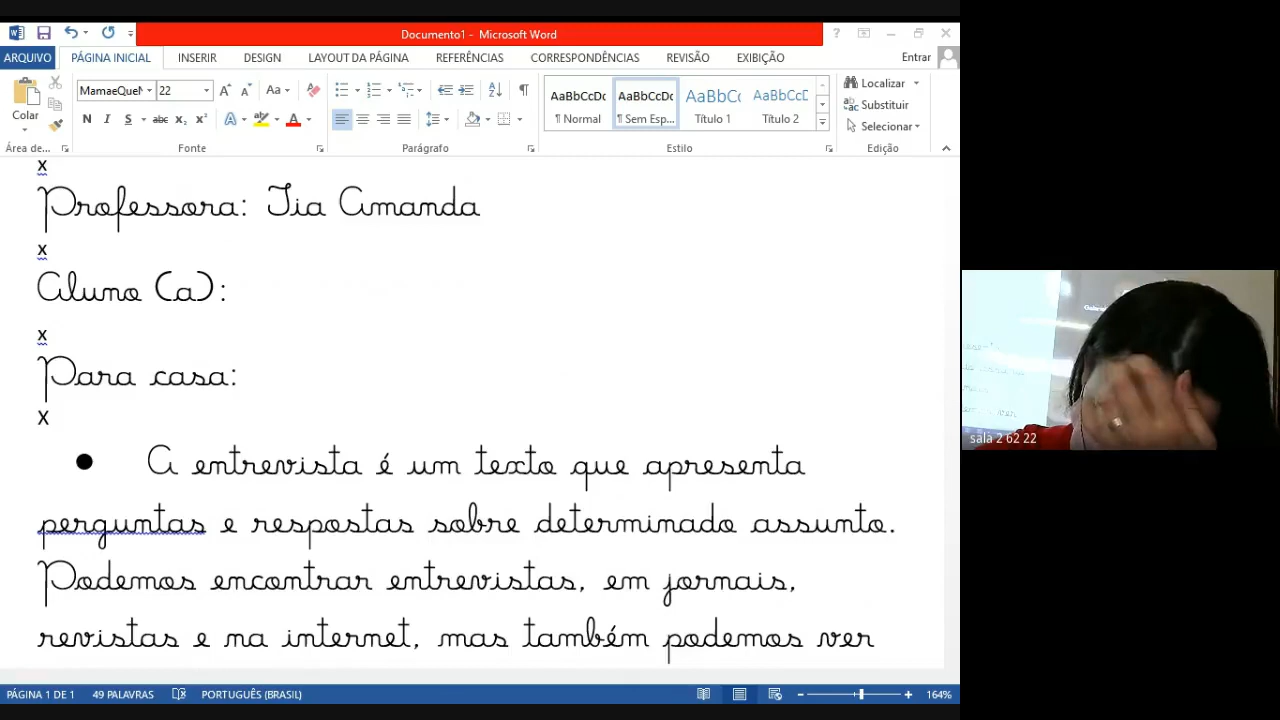 Documento1 - Microsoft Word
?
ARQUIVO PÁGINA INICIAL INSERIR DESIGN LAYOUT DA PÁGINA REFERÊNCIAS CORRESPONDÊNCIAS REVISÃO EXIBIÇÃO Entrar
Colar
22
N I S abc x₂ x² A A
AaBbCcDc AaBbCcDc AaBbC AaBbCcD
¶ Normal ¶ Sem Esp... Título 1 Título 2
Localizar
Substituir
Selecionar
Área de... Fonte Parágrafo Estilo Edição
x
Professora: Tia Amanda
x
Aluno (a):
x
Para casa:
X
● A entrevista é um texto que apresenta
perguntas e respostas sobre determinado assunto.
Podemos encontrar entrevistas, em jornais,
revistas e na internet, mas também podemos ver
sala 2 62 22
PÁGINA 1 DE 1 49 PALAVRAS PORTUGUÊS (BRASIL) 164%